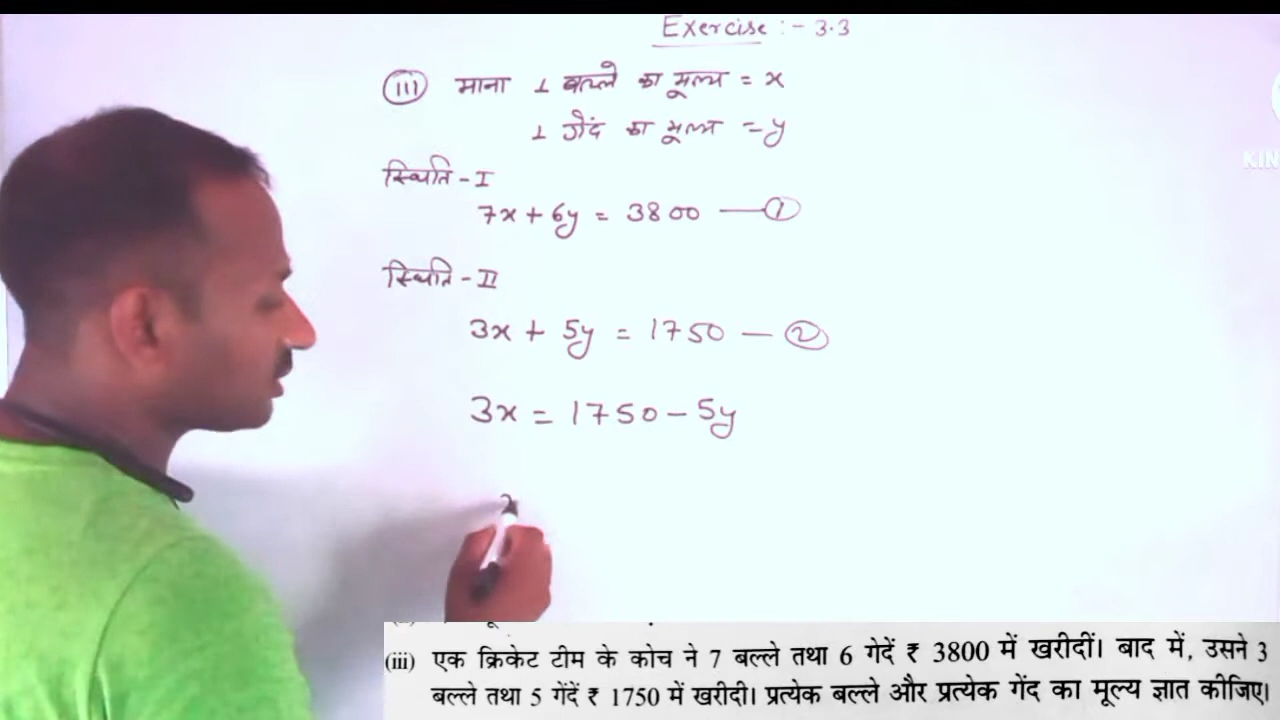 Exercise :- 3.3
(iii) माना 1 बल्ले का मूल्य = x
1 गेंद का मूल्य = y
स्थिति - I
7x + 6y = 3800 — ①
स्थिति - II
3x + 5y = 1750 — ②
3x = 1750 - 5y
KIN
(iii) एक क्रिकेट टीम के कोच ने 7 बल्ले तथा 6 गेदें ₹ 3800 में खरीदीं। बाद में, उसने 3
बल्ले तथा 5 गेंदें ₹ 1750 में खरीदी। प्रत्येक बल्ले और प्रत्येक गेंद का मूल्य ज्ञात कीजिए।